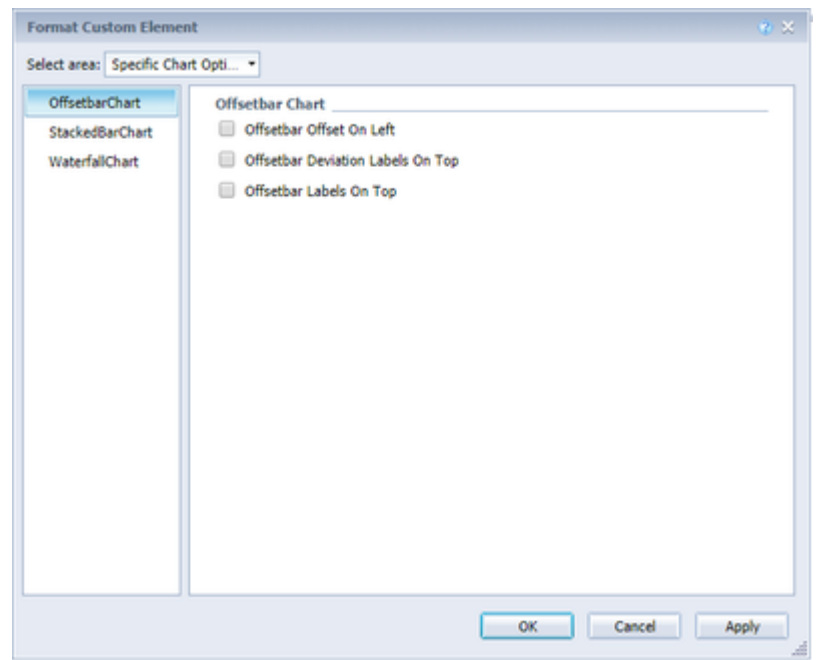 Format Custom Element
Select area: Specific Chart Opti...
OffsetbarChart
StackedBarChart
WaterfallChart
Offsetbar Chart
Offsetbar Offset On Left
Offsetbar Deviation Labels On Top
Offsetbar Labels On Top
OK Cancel Apply